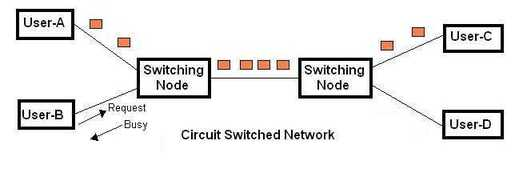 User-A
User-C
Switching
Node
Switching
Node
User-B
Request
Busy
User-D
Circuit Switched Network